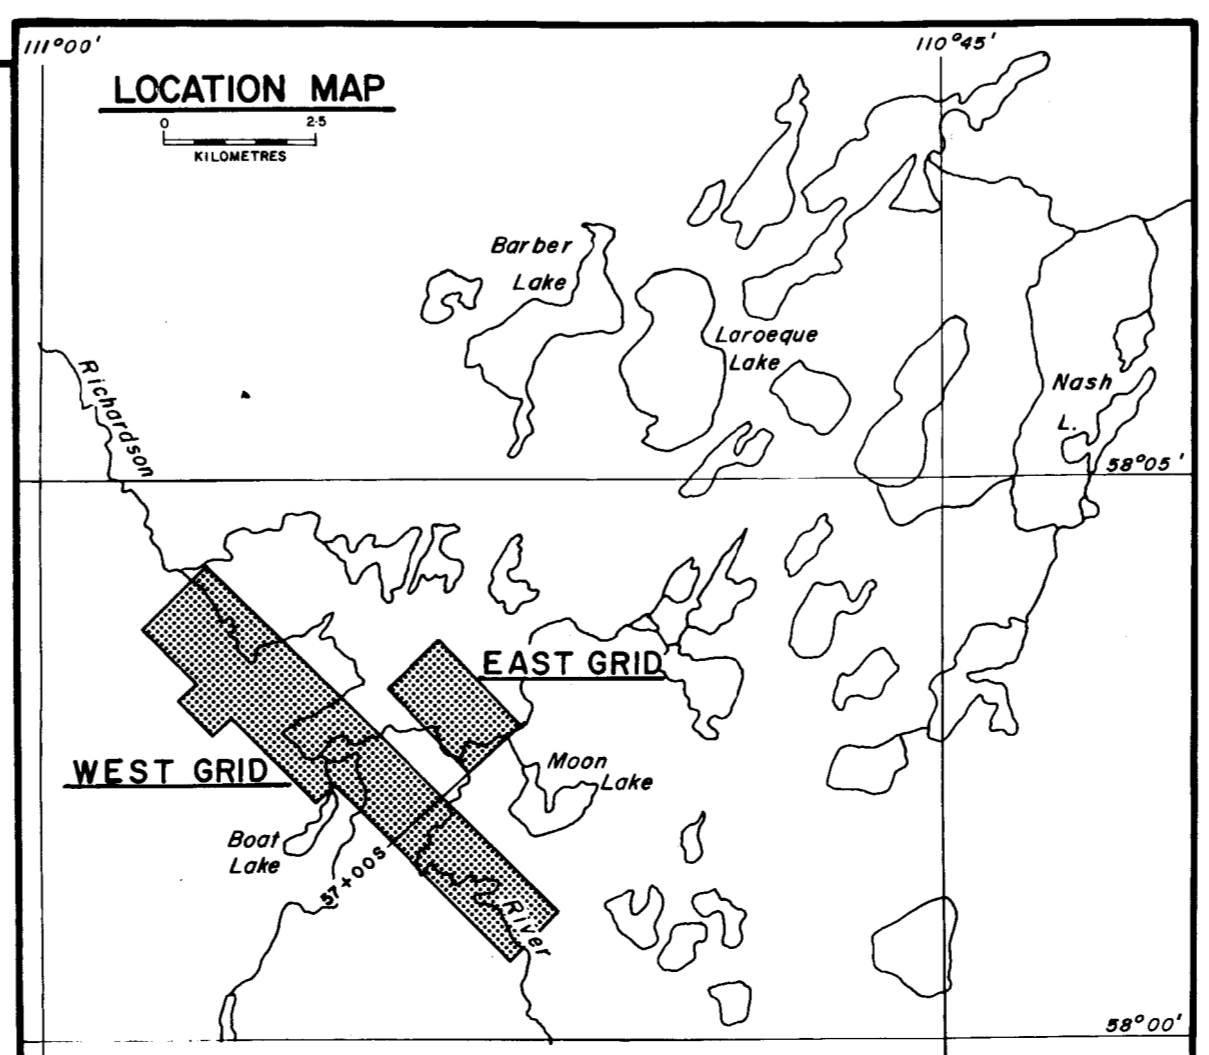 111°00'
110°45'
LOCATION MAP
0 2·5
KILOMETRES
Barber
Lake
Laroeque
Lake
Nash
L.
Richardson
58°05'
EAST GRID
WEST GRID
Moon
Lake
Boat
Lake
57+00S
River
58°00'